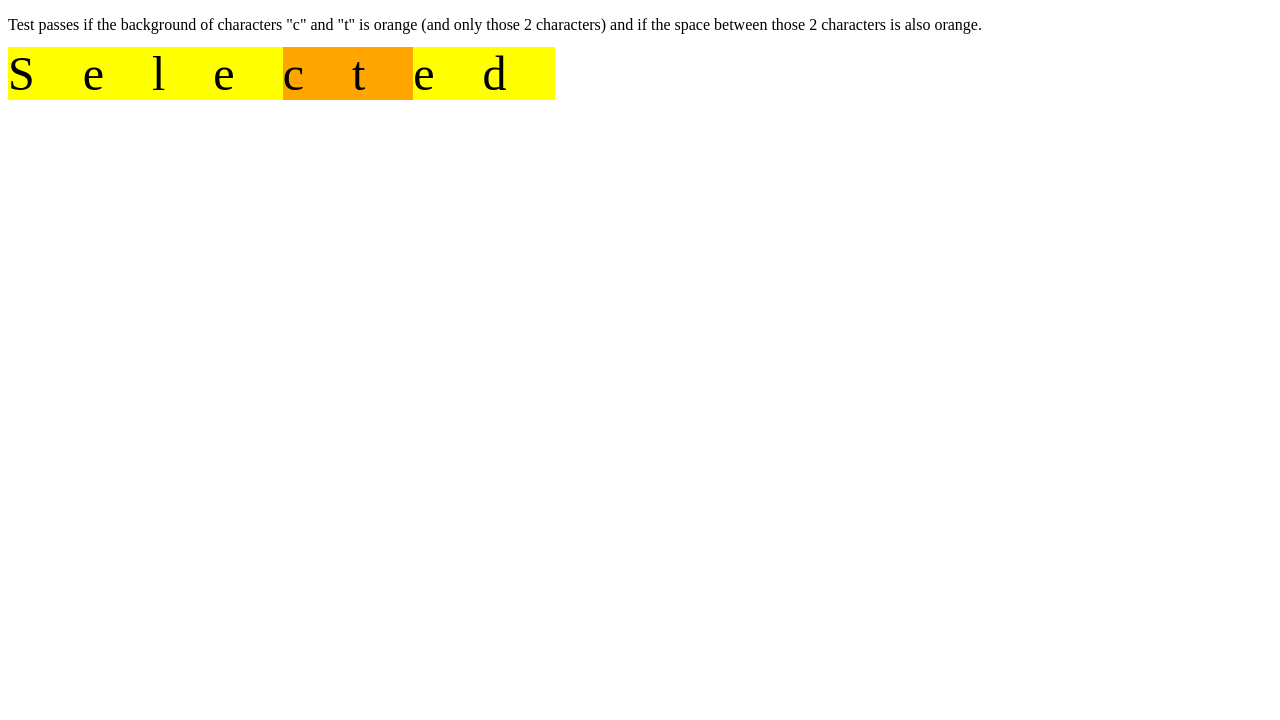 Test passes if the background of characters "c" and "t" is orange (and only those 2 characters) and if the space between those 2 characters is also orange.
S e l e c t e d